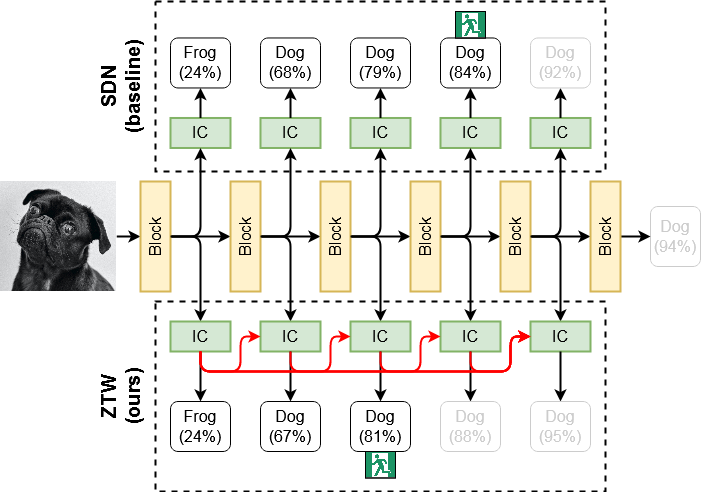 SDN
(baseline)
Frog
(24%)
Dog
(68%)
Dog
(79%)
Dog
(84%)
Dog
(92%)
IC
IC
IC
IC
IC
Block
Block
Block
Block
Block
Block
Dog
(94%)
ZTW
(ours)
IC
IC
IC
IC
IC
Frog
(24%)
Dog
(67%)
Dog
(81%)
Dog
(88%)
Dog
(95%)